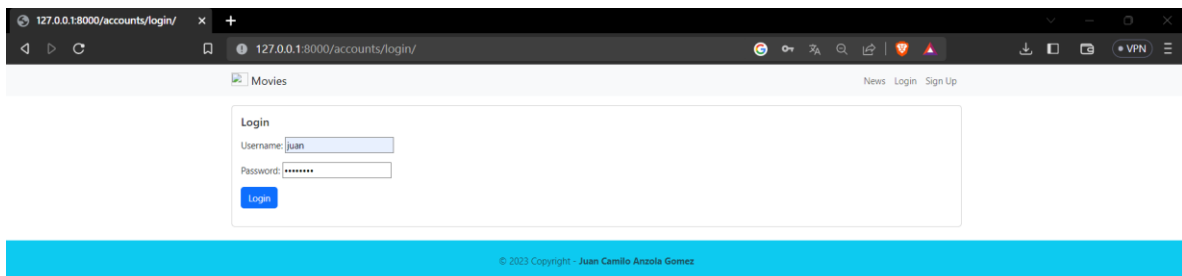 127.0.0.1:8000/accounts/login/
127.0.0.1:8000/accounts/login/
VPN
Movies
News Login Sign Up
Login
Username: juan
Password: ••••••••
Login
© 2023 Copyright - Juan Camilo Anzola Gomez